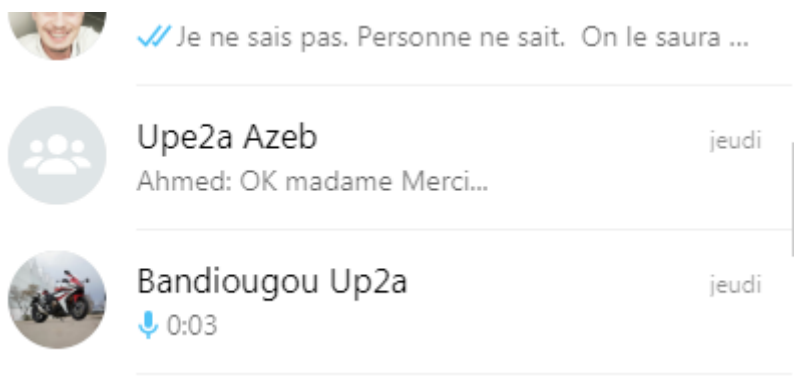 Je ne sais pas. Personne ne sait. On le saura ...
Upe2a Azeb jeudi
Ahmed: OK madame Merci...
Bandiougou Up2a jeudi
0:03